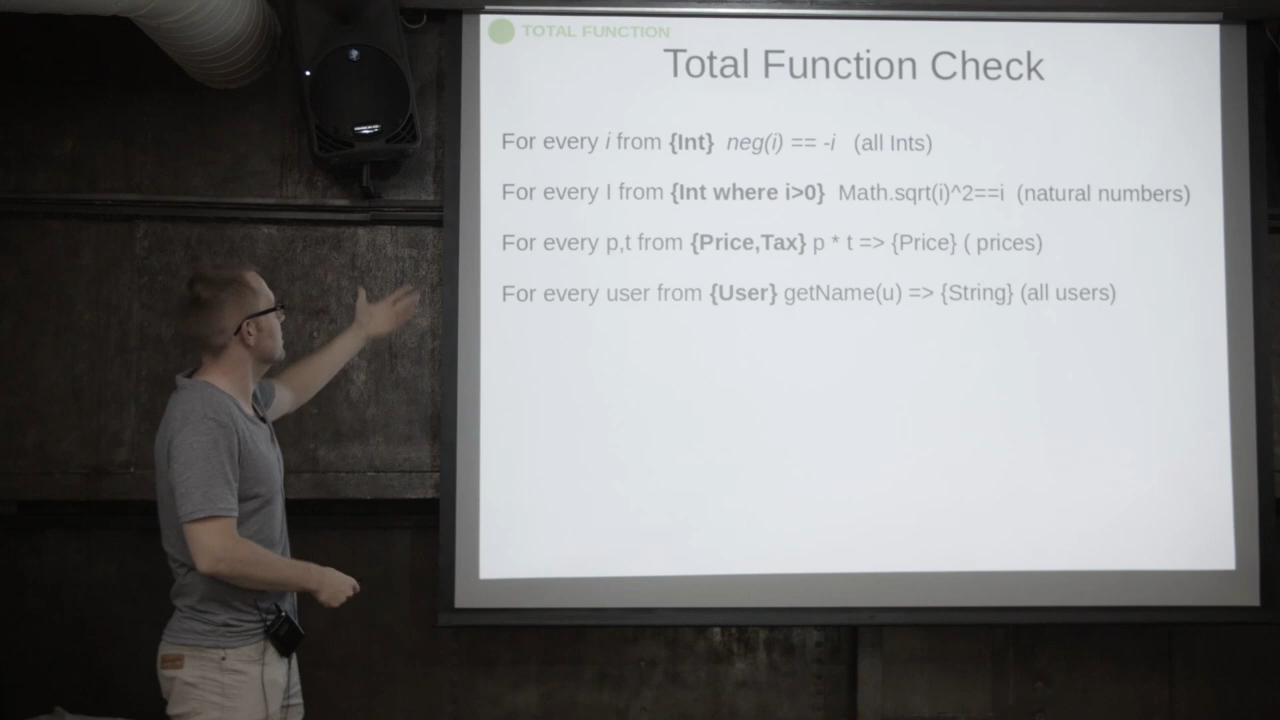 TOTAL FUNCTION
Total Function Check
For every i from {Int} neg(i) == -i (all Ints)
For every I from {Int where i>0} Math.sqrt(i)^2==i (natural numbers)
For every p,t from {Price,Tax} p * t => {Price} ( prices)
For every user from {User} getName(u) => {String} (all users)